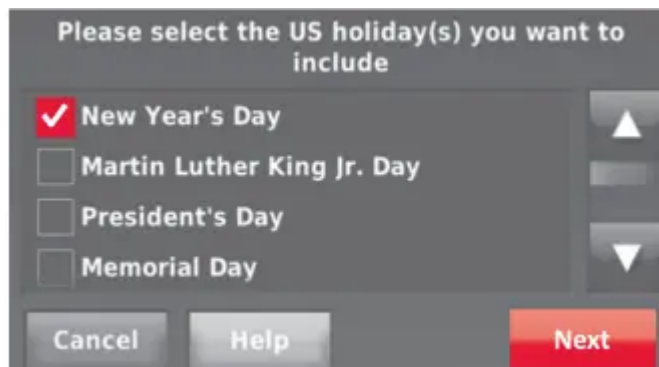 Please select the US holiday(s) you want to
include
New Year's Day
Martin Luther King Jr. Day
President's Day
Memorial Day
Cancel
Help
Next